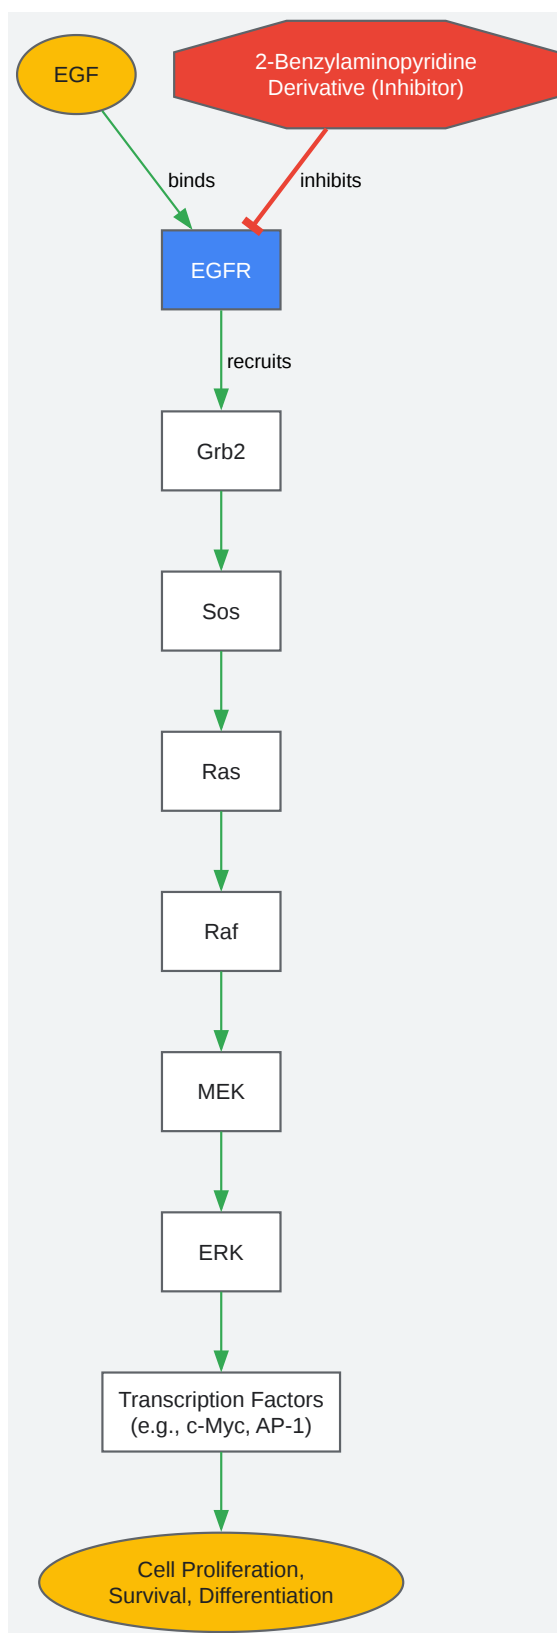 EGF
2-Benzylaminopyridine
Derivative (Inhibitor)
binds
inhibits
EGFR
recruits
Grb2
Sos
Ras
Raf
MEK
ERK
Transcription Factors
(e.g., c-Myc, AP-1)
Cell Proliferation,
Survival, Differentiation